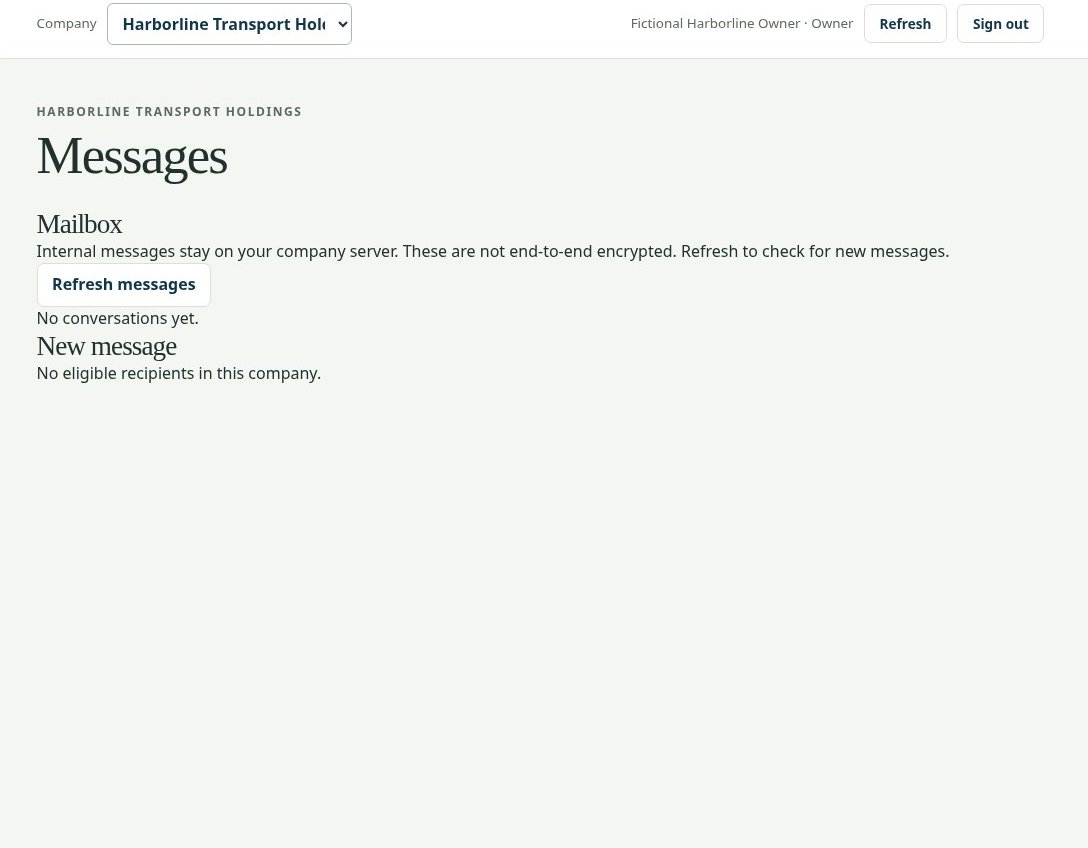 Company Harborline Transport Hol Fictional Harborline Owner · Owner Refresh Sign out
HARBORLINE TRANSPORT HOLDINGS
Messages
Mailbox
Internal messages stay on your company server. These are not end-to-end encrypted. Refresh to check for new messages.
Refresh messages
No conversations yet.
New message
No eligible recipients in this company.